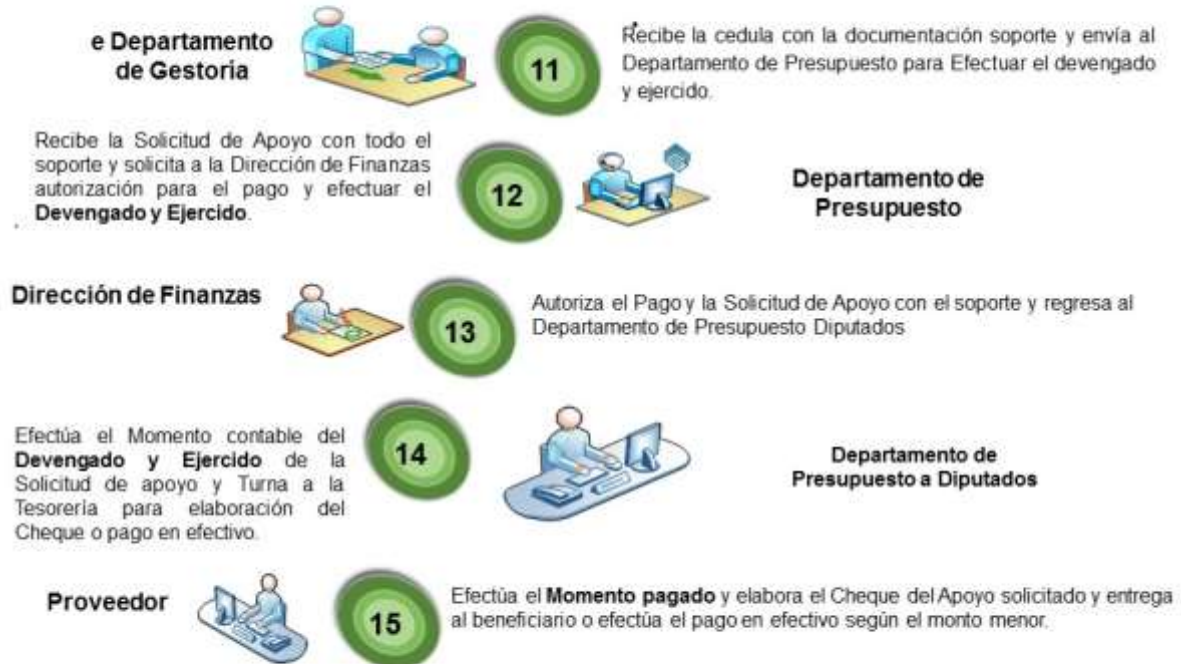 e Departamento
de Gestoría
11
Recibe la cedula con la documentación soporte y envía al
Departamento de Presupuesto para Efectuar el devengado
y ejercido.
Recibe la Solicitud de Apoyo con todo el
soporte y solicita a la Dirección de Finanzas
autorización para el pago y efectuar el
Devengado y Ejercido.
12
Departamento de
Presupuesto
Dirección de Finanzas
13
Autoriza el Pago y la Solicitud de Apoyo con el soporte y regresa al
Departamento de Presupuesto Diputados
Efectúa el Momento contable del
Devengado y Ejercido de la
Solicitud de apoyo y Turna a la
Tesorería para elaboración del
Cheque o pago en efectivo.
14
Departamento de
Presupuesto a Diputados
Proveedor
15
Efectúa el Momento pagado y elabora el Cheque del Apoyo solicitado y entrega
al beneficiario o efectúa el pago en efectivo según el monto menor.